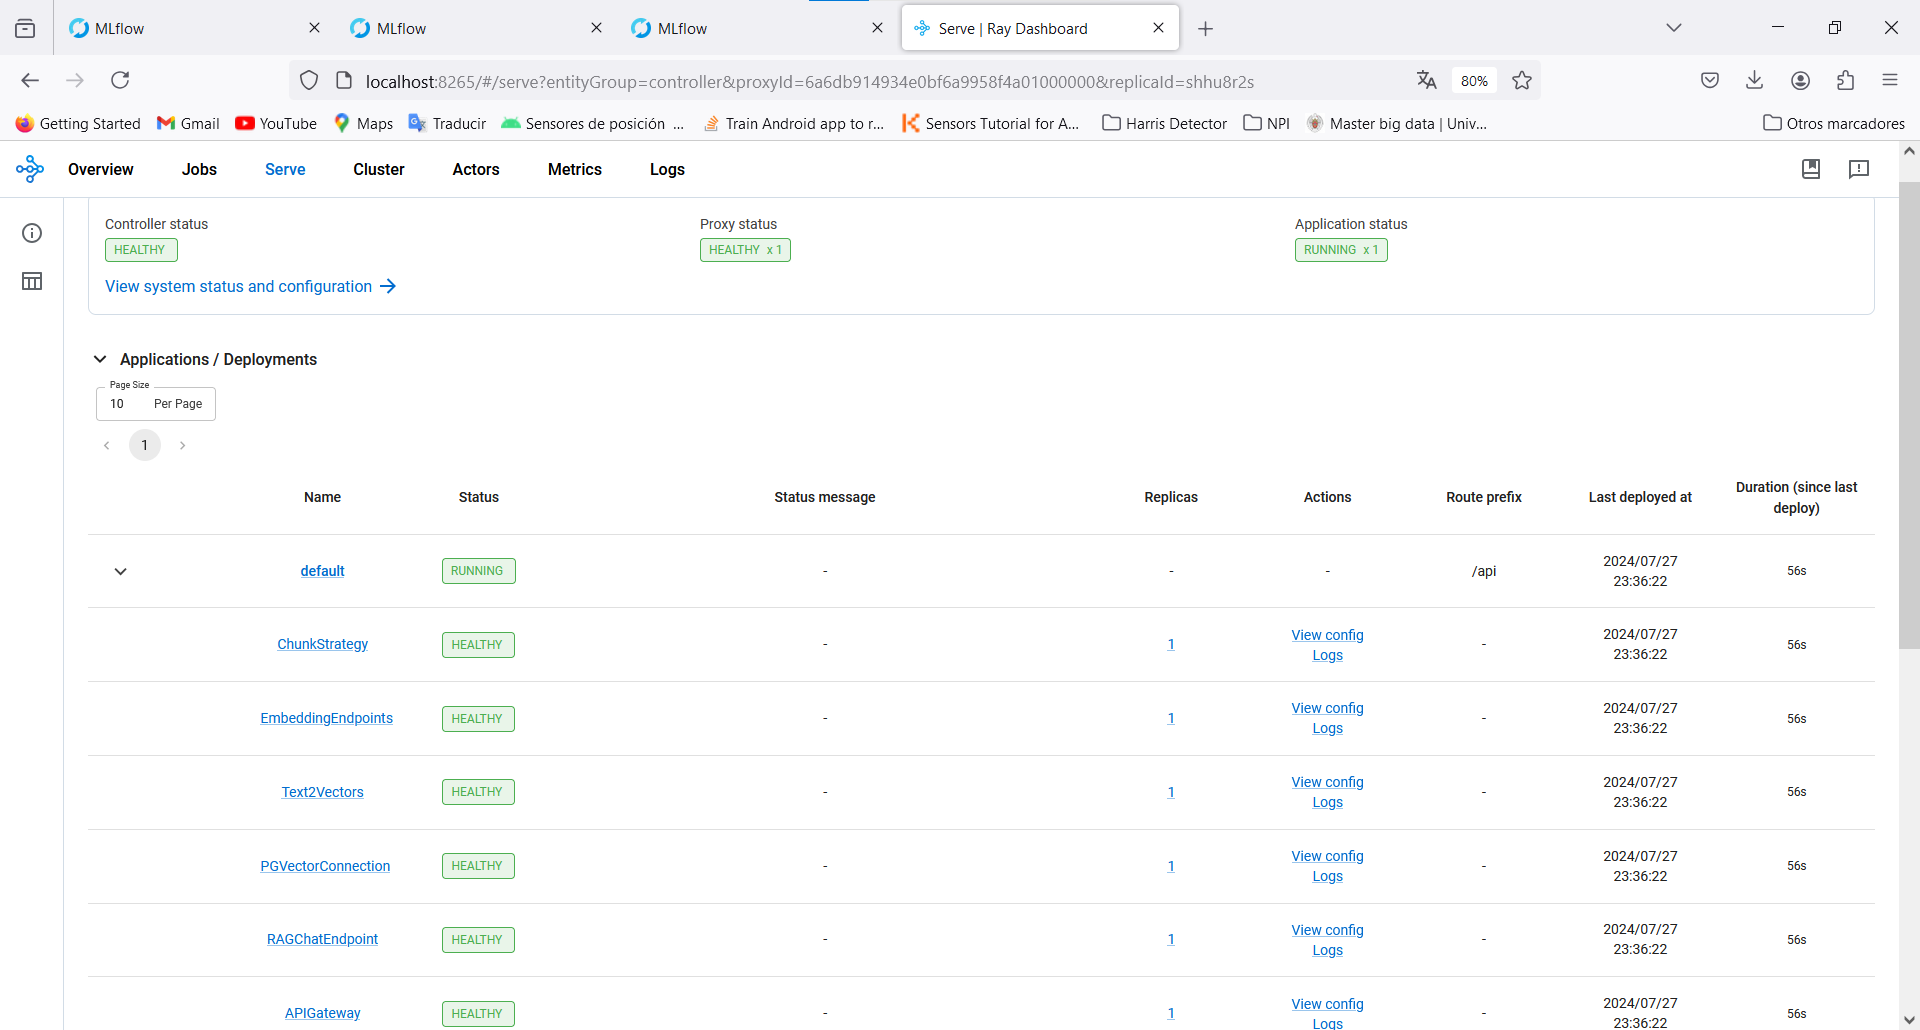 MLflow
MLflow
MLflow
Serve | Ray Dashboard
localhost:8265/#/serve?entityGroup=controller&proxyId=6a6db914934e0bf6a9958f4a01000000&replicaId=shhu8r2s
80%
Getting Started
Gmail
YouTube
Maps
Traducir
Sensores de posición ...
Train Android app to r...
Sensors Tutorial for A...
Harris Detector
NPI
Master big data | Univ...
Otros marcadores
Overview
Jobs
Serve
Cluster
Actors
Metrics
Logs
Controller status
Proxy status
Application status
HEALTHY
HEALTHY x 1
RUNNING x 1
View system status and configuration
Applications / Deployments
Page Size
10 Per Page
1
Name Status Status message Replicas Actions Route prefix Last deployed at Duration (since last
deploy)
default RUNNING - - - /api 2024/07/27
23:36:22 56s
ChunkStrategy HEALTHY - 1 View config
Logs - 2024/07/27
23:36:22 56s
EmbeddingEndpoints HEALTHY - 1 View config
Logs - 2024/07/27
23:36:22 56s
Text2Vectors HEALTHY - 1 View config
Logs - 2024/07/27
23:36:22 56s
PGVectorConnection HEALTHY - 1 View config
Logs - 2024/07/27
23:36:22 56s
RAGChatEndpoint HEALTHY - 1 View config
Logs - 2024/07/27
23:36:22 56s
APIGateway HEALTHY - 1 View config
Logs - 2024/07/27
23:36:22 56s